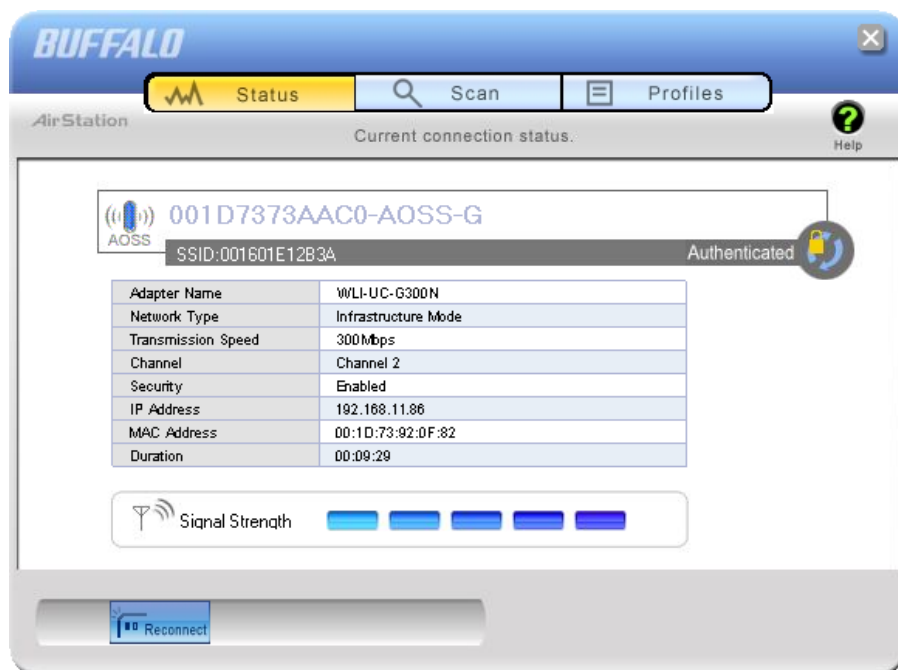 BUFFALO
Status
Scan
Profiles
AirStation
Current connection status.
Help
AOSS
001D7373AAC0-AOSS-G
SSID:001601E12B3A
Authenticated
Adapter Name WLI-UC-G300N
Network Type Infrastructure Mode
Transmission Speed 300Mbps
Channel Channel 2
Security Enabled
IP Address 192.168.11.86
MAC Address 00:1D:73:92:0F:82
Duration 00:09:29
Signal Strength
Reconnect